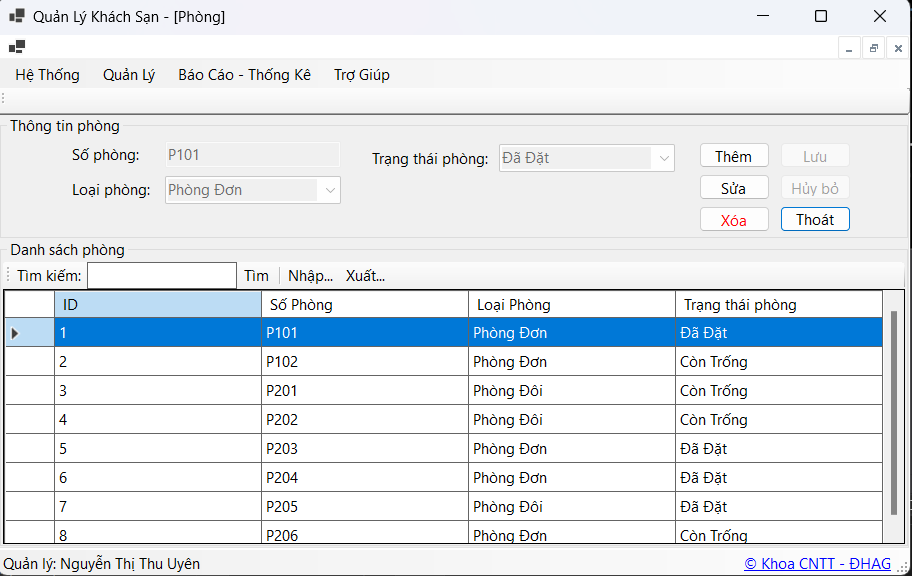 Quản Lý Khách Sạn - [Phòng]
Hệ Thống Quản Lý Báo Cáo - Thống Kê Trợ Giúp
Thông tin phòng
Số phòng: P101 Trạng thái phòng: Đã Đặt Thêm Lưu
Loại phòng: Phòng Đơn Sửa Hủy bỏ
Xóa Thoát
Danh sách phòng
Tìm kiếm: Tìm Nhập... Xuất...
ID Số Phòng Loại Phòng Trạng thái phòng
1 P101 Phòng Đơn Đã Đặt
2 P102 Phòng Đơn Còn Trống
3 P201 Phòng Đôi Còn Trống
4 P202 Phòng Đôi Còn Trống
5 P203 Phòng Đơn Đã Đặt
6 P204 Phòng Đơn Đã Đặt
7 P205 Phòng Đôi Đã Đặt
8 P206 Phòng Đơn Còn Trống
Quản lý: Nguyễn Thị Thu Uyên © Khoa CNTT - ĐHAG